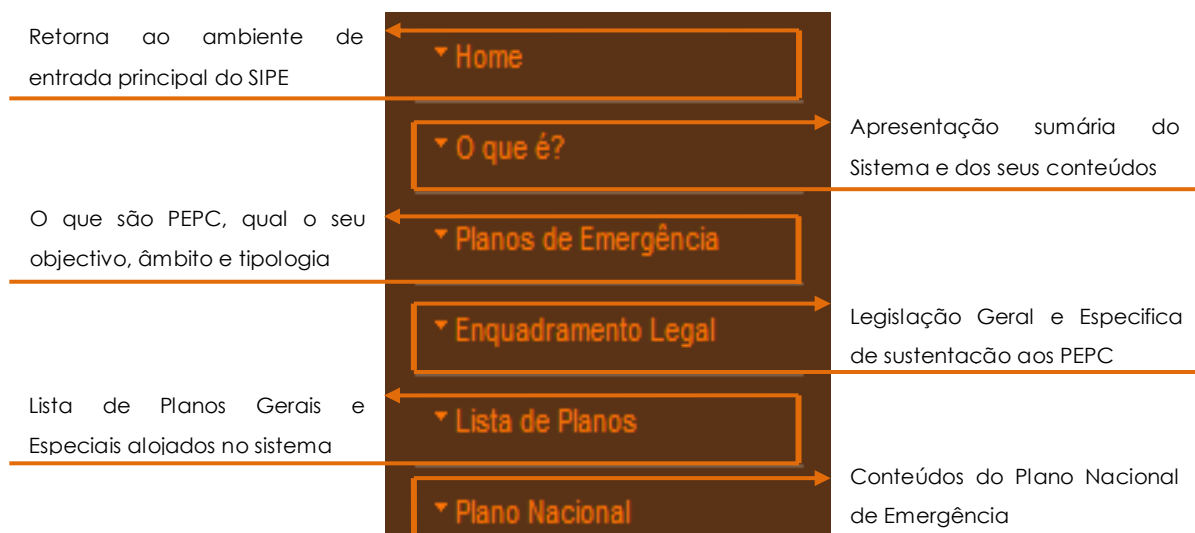 Retorna ao ambiente de
entrada principal do SIPE
Home
Apresentação sumária do
Sistema e dos seus conteúdos
O que é?
O que são PEPC, qual o seu
objectivo, âmbito e tipologia
Planos de Emergência
Legislação Geral e Especifica
de sustentação aos PEPC
Enquadramento Legal
Lista de Planos Gerais e
Especiais alojados no sistema
Lista de Planos
Conteúdos do Plano Nacional
de Emergência
Plano Nacional